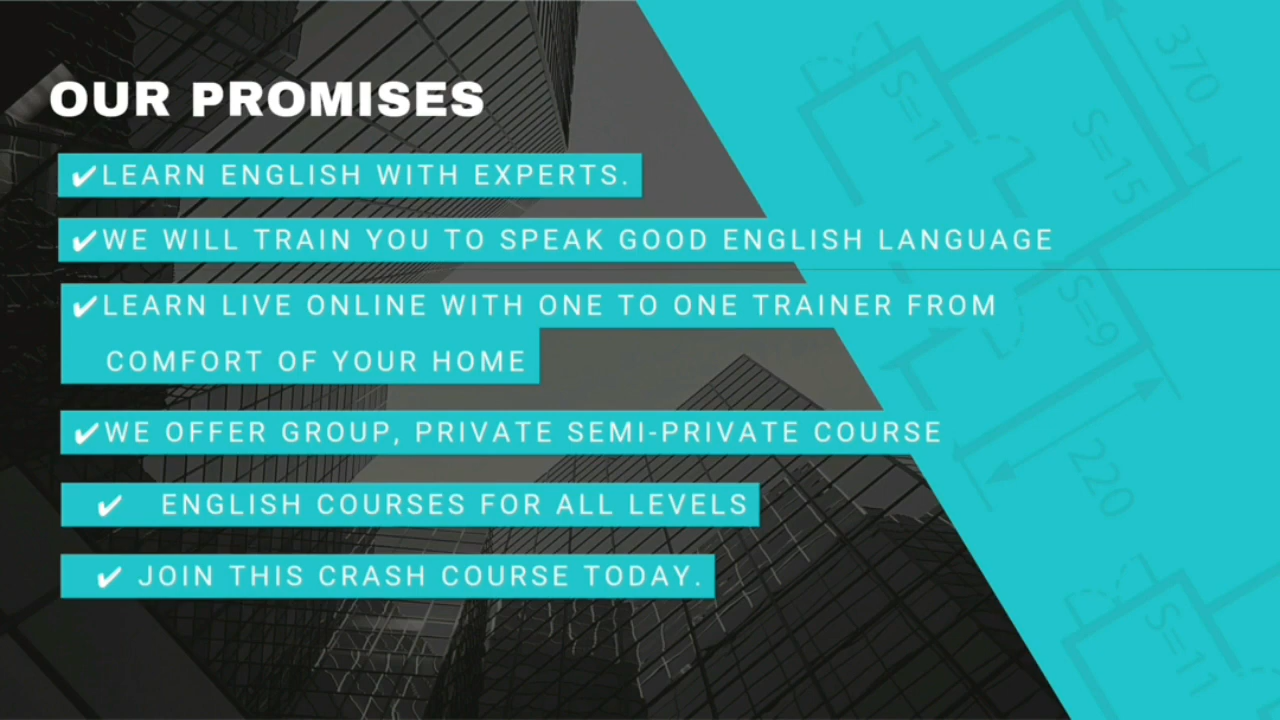 OUR PROMISES
✔LEARN ENGLISH WITH EXPERTS.
✔WE WILL TRAIN YOU TO SPEAK GOOD ENGLISH LANGUAGE
✔LEARN LIVE ONLINE WITH ONE TO ONE TRAINER FROM
COMFORT OF YOUR HOME
✔WE OFFER GROUP, PRIVATE SEMI-PRIVATE COURSE
✔ ENGLISH COURSES FOR ALL LEVELS
✔ JOIN THIS CRASH COURSE TODAY.
370
S=11
S=15
S=9
220
S=11